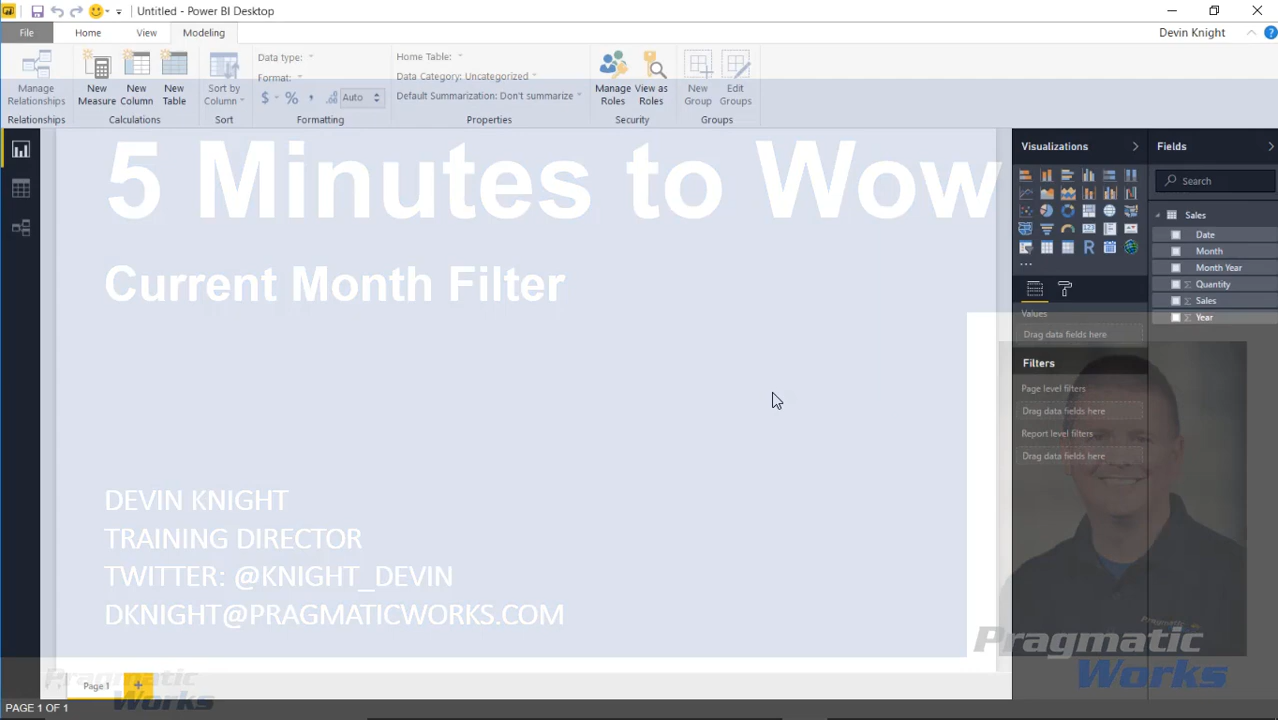 Untitled - Power BI Desktop
File
Home
View
Modeling
Devin Knight
Manage Relationships
New Measure
New Column
New Table
Sort by Column
Data type:
Format:
$ % , Auto
Home Table:
Data Category: Uncategorized
Default Summarization: Don't summarize
Manage Roles
View as Roles
New Group
Edit Groups
Relationships
Calculations
Sort
Formatting
Properties
Security
Groups
5 Minutes to Wow
Current Month Filter
DEVIN KNIGHT
TRAINING DIRECTOR
TWITTER: @KNIGHT_DEVIN
DKNIGHT@PRAGMATICWORKS.COM
Visualizations
R
Values
Drag data fields here
Filters
Page level filters
Drag data fields here
Report level filters
Drag data fields here
Fields
Search
Sales
Date
Month
Month Year
Quantity
Sales
Year
Pragmatic
Works
Pragmatic
Works
Page 1
PAGE 1 OF 1